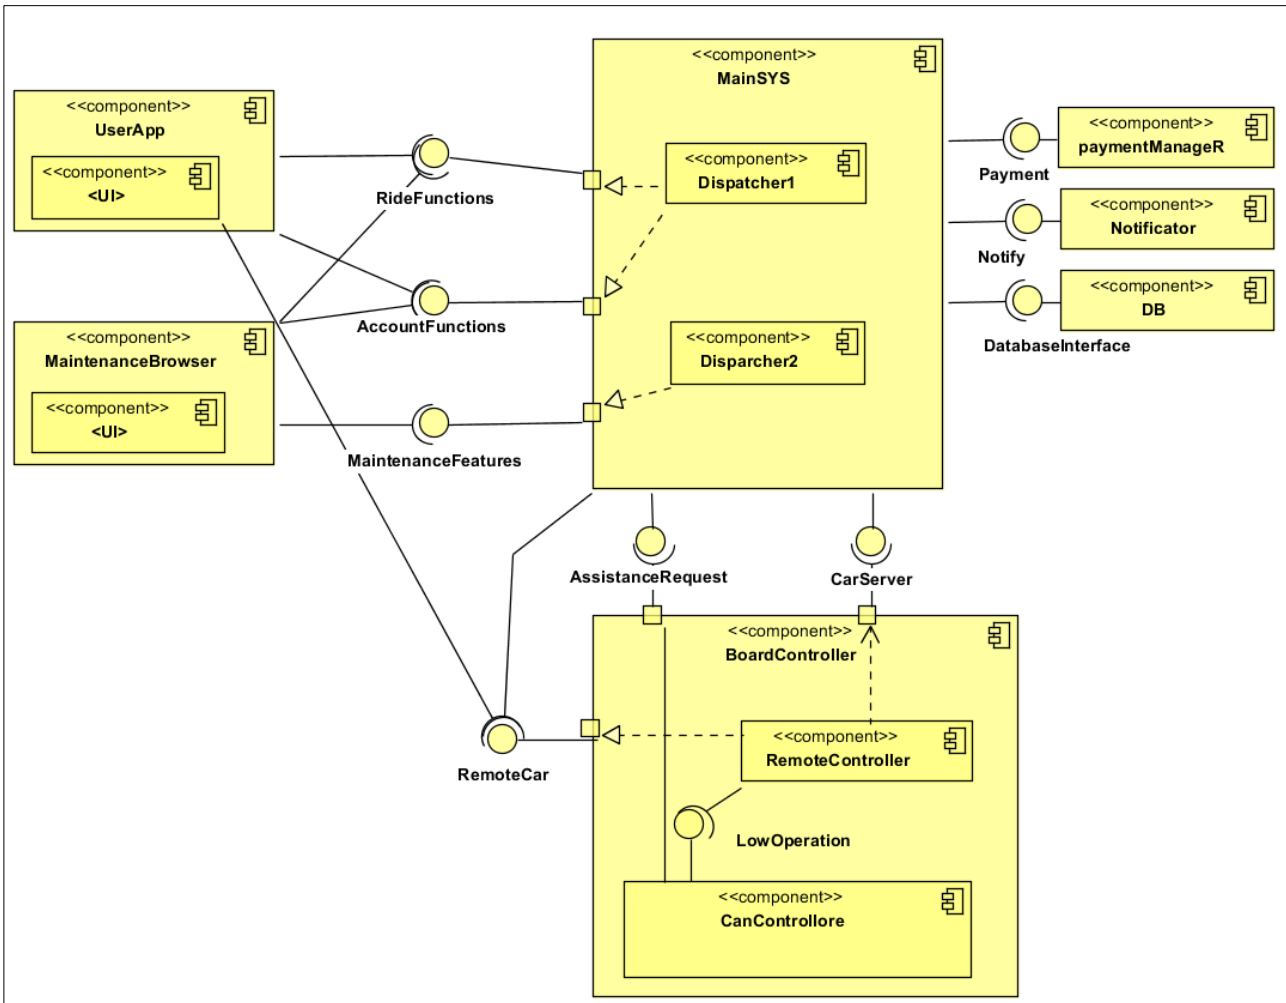 <<component>>
MainSYS
<<component>>
UserApp
<<component>>
<UI>
RideFunctions
<<component>>
Dispatcher1
<<component>>
paymentManageR
Payment
<<component>>
Notificator
Notify
<<component>>
DB
DatabaseInterface
AccountFunctions
<<component>>
MaintenanceBrowser
<<component>>
<UI>
<<component>>
Disparcher2
MaintenanceFeatures
AssistanceRequest
CarServer
<<component>>
BoardController
RemoteCar
<<component>>
RemoteController
LowOperation
<<component>>
CanControllore